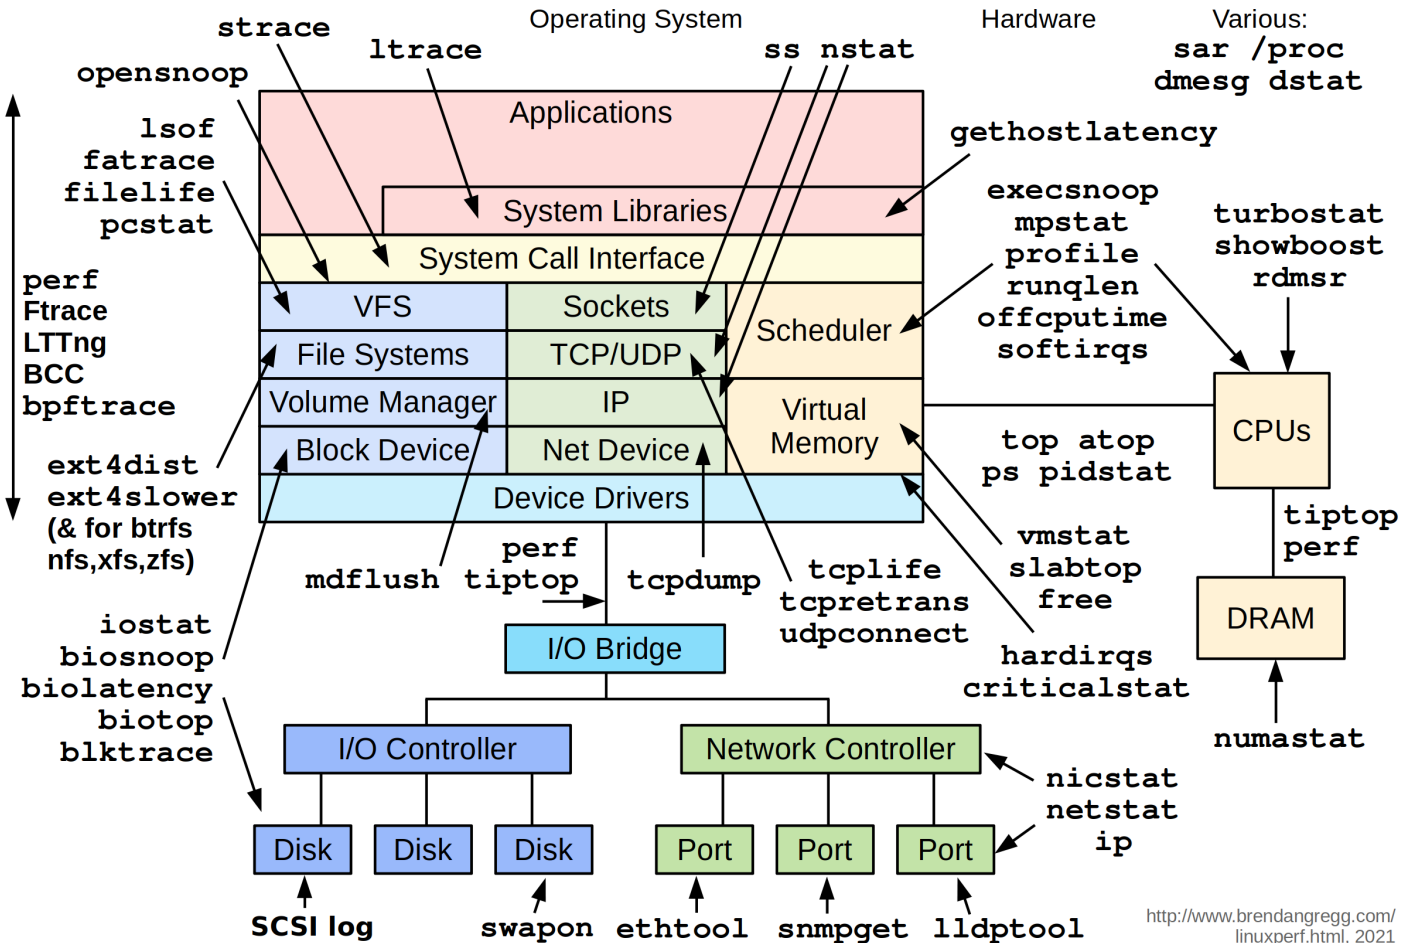 Operating System
Hardware
Various:
sar /proc
dmesg dstat
strace
ltrace
ss nstat
opensnoop
lsof
fatrace
filelife
pcstat
Applications
gethostlatency
System Libraries
execsnoop
mpstat
profile
runqlen
offcputime
softirqs
turbostat
showboost
rdmsr
System Call Interface
perf
Ftrace
LTTng
BCC
bpftrace
VFS
Sockets
Scheduler
File Systems
TCP/UDP
Volume Manager
IP
Virtual
Memory
Block Device
Net Device
Device Drivers
CPUs
top atop
ps pidstat
ext4dist
ext4slower
(& for btrfs
nfs,xfs,zfs)
mdflush
perf
tiptop
tcpdump
tcplife
tcpretrans
udpconnect
vmstat
slabtop
free
tiptop
perf
DRAM
hardirqs
criticalstat
numastat
iostat
biosnoop
biolatency
biotop
blktrace
I/O Bridge
I/O Controller
Network Controller
nicstat
netstat
ip
Disk
Disk
Disk
Port
Port
Port
SCSI log
swapon
ethtool
snmpget
lldptool
http://www.brendangregg.com/
linuxperf.html, 2021